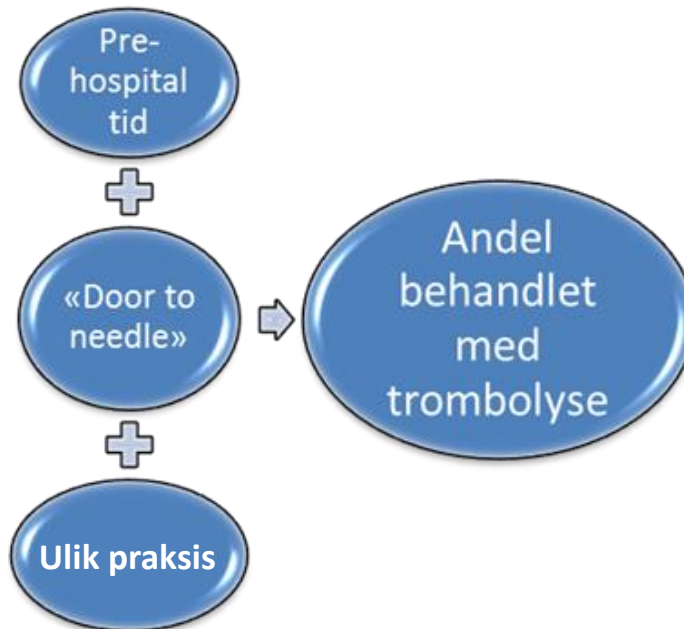 Pre-
hospital
tid
«Door to
needle»
Ulik praksis
Andel
behandlet
med
trombolyse